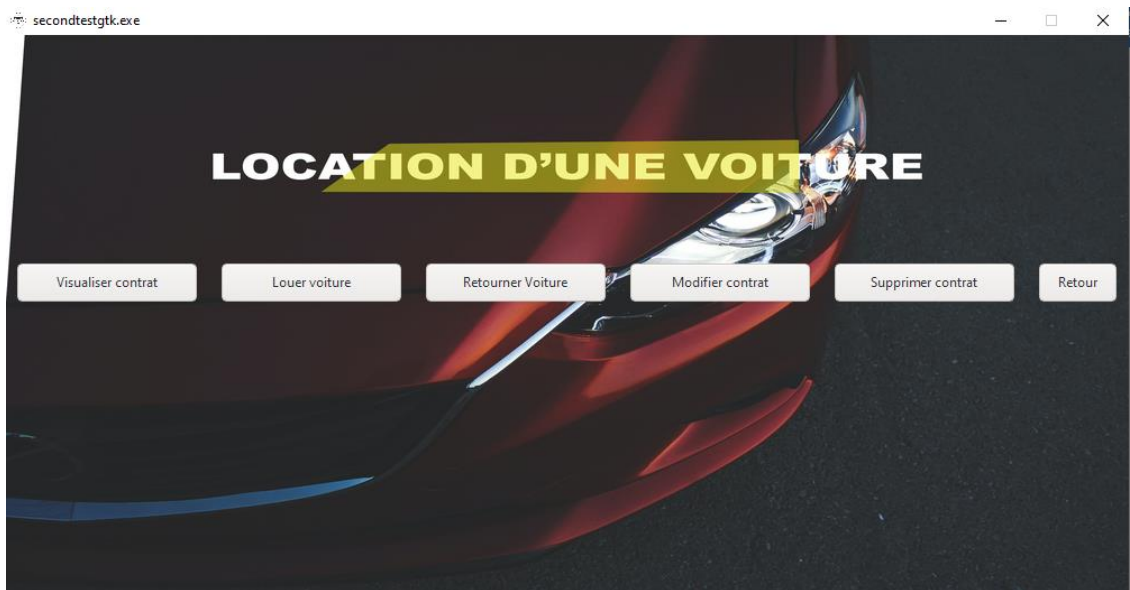 secondtestgtk.exe
LOCATION D’UNE VOITURE
Visualiser contrat
Louer voiture
Retourner Voiture
Modifier contrat
Supprimer contrat
Retour